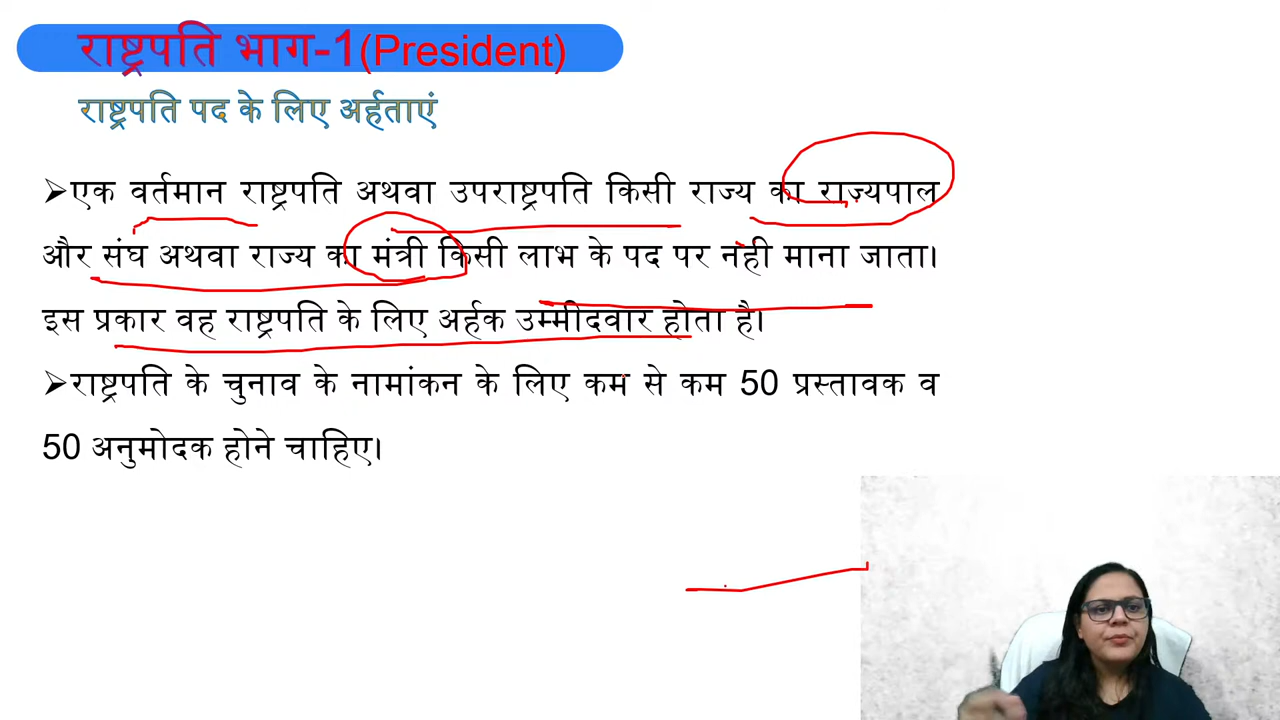 राष्ट्रपति भाग-1(President)
राष्ट्रपति पद के लिए अर्हताएं
➢एक वर्तमान राष्ट्रपति अथवा उपराष्ट्रपति किसी राज्य का राज्यपाल
और संघ अथवा राज्य का मंत्री किसी लाभ के पद पर नही माना जाता।
इस प्रकार वह राष्ट्रपति के लिए अर्हक उम्मीदवार होता है।
➢राष्ट्रपति के चुनाव के नामांकन के लिए कम से कम 50 प्रस्तावक व
50 अनुमोदक होने चाहिए।